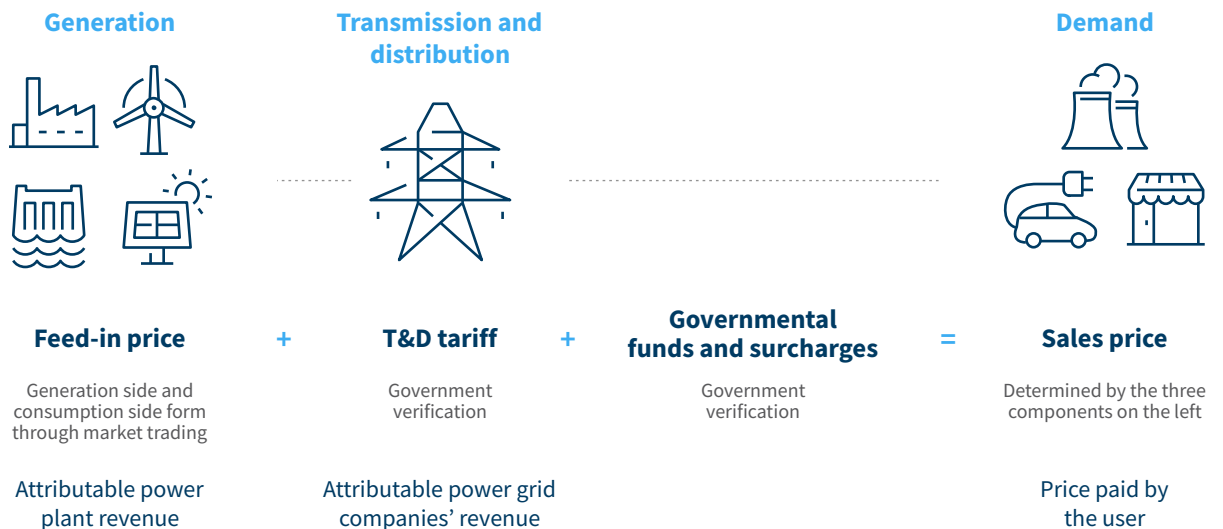 Generation
Transmission and
distribution
Demand
Feed-in price
+
T&D tariff
+
Governmental
funds and surcharges
=
Sales price
Generation side and
consumption side form
through market trading
Government
verification
Government
verification
Determined by the three
components on the left
Attributable power
plant revenue
Attributable power grid
companies’ revenue
Price paid by
the user